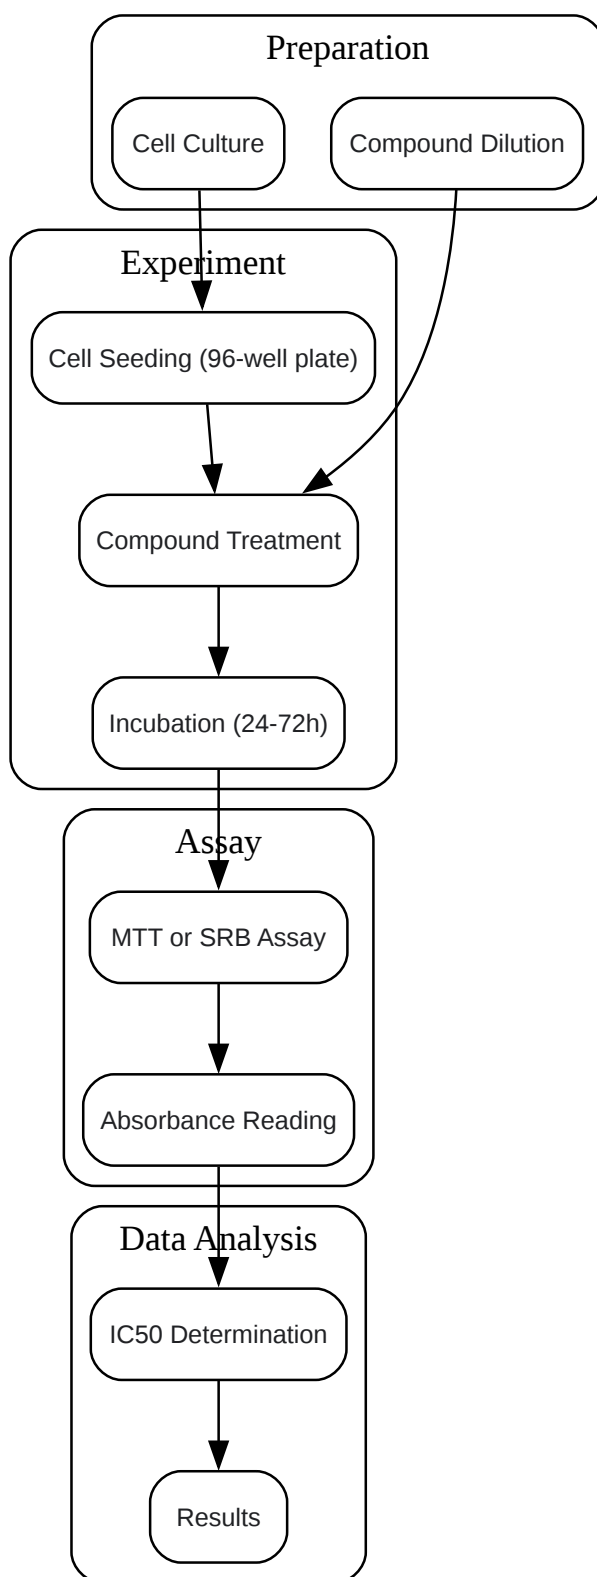 Preparation
Cell Culture
Compound Dilution
Experiment
Cell Seeding (96-well plate)
Compound Treatment
Incubation (24-72h)
Assay
MTT or SRB Assay
Absorbance Reading
Data Analysis
IC50 Determination
Results